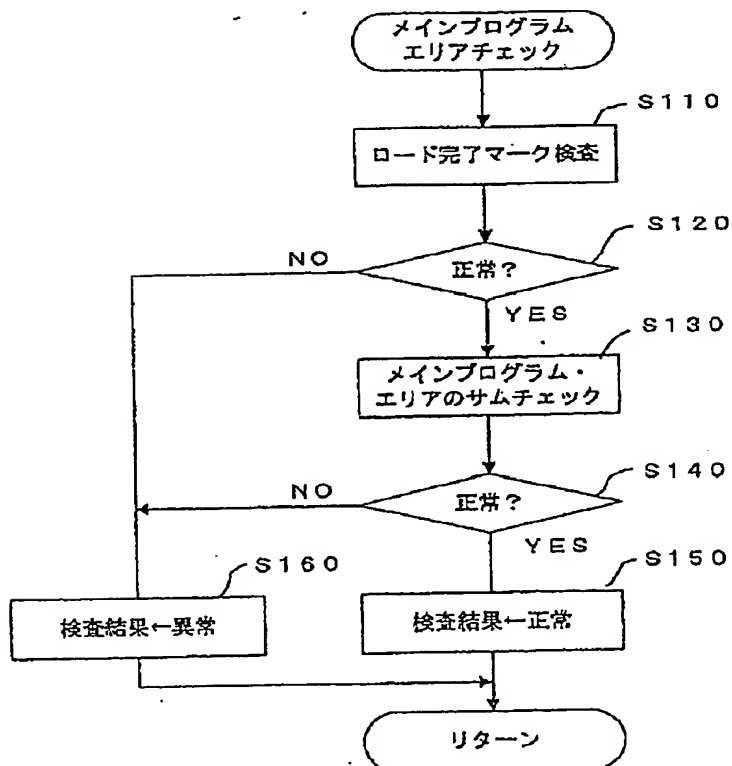 メインプログラム
エリアチェック
S110
ロード完了マーク検査
S120
正常?
NO
YES
S130
メインプログラム・
エリアのサムチェック
S140
正常?
NO
YES
S160
S150
検査結果←異常
検査結果←正常
リターン